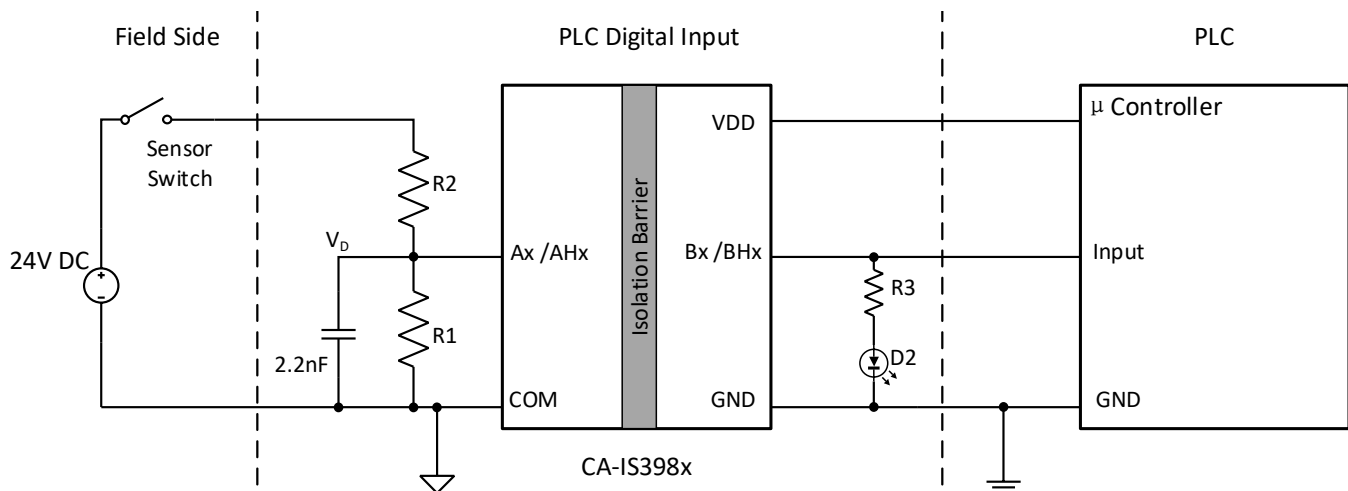 Field Side
PLC Digital Input
PLC
Sensor
Switch
24V DC
+
−
R2
VD
R1
2.2nF
Ax /AHx
COM
Isolation Barrier
VDD
Bx /BHx
GND
R3
D2
μ Controller
Input
GND
CA-IS398x